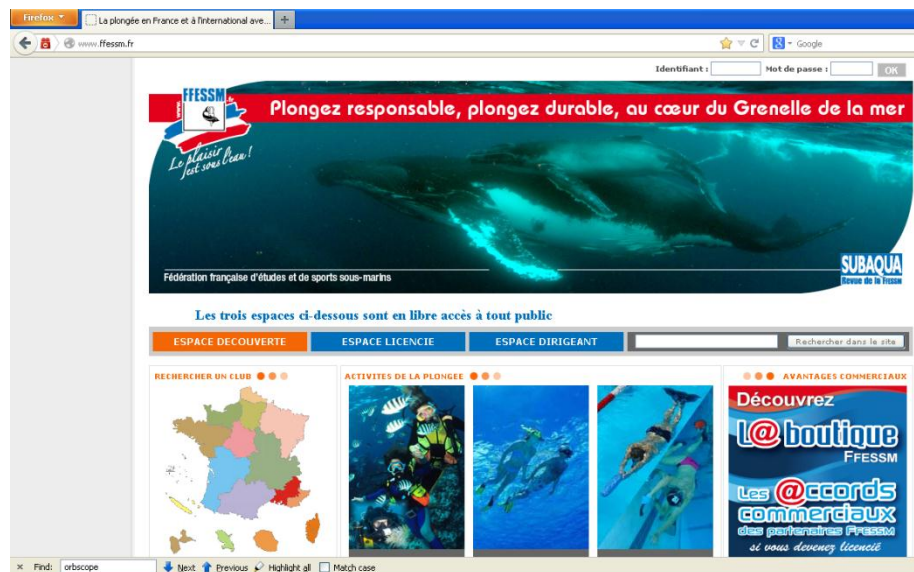 Firefox
La plongée en France et à l'international ave...
www.ffessm.fr
Google
Identifiant :
Mot de passe :
OK
FFESSM
Plongez responsable, plongez durable, au cœur du Grenelle de la mer
Le plaisir
est sous l'eau !
Fédération française d'études et de sports sous-marins
SUBAQUA
Revue de la Ffessm
Les trois espaces ci-dessous sont en libre accès à tout public
ESPACE DECOUVERTE
ESPACE LICENCIE
ESPACE DIRIGEANT
Rechercher dans le site
RECHERCHER UN CLUB
ACTIVITES DE LA PLONGEE
AVANTAGES COMMERCIAUX
Découvrez
L@ boutique
FFESSM
Les @ccords
commerciaux
des partenaires FFESSM
si vous devenez licencié
× Find: orbscope Next Previous Highlight all Match case